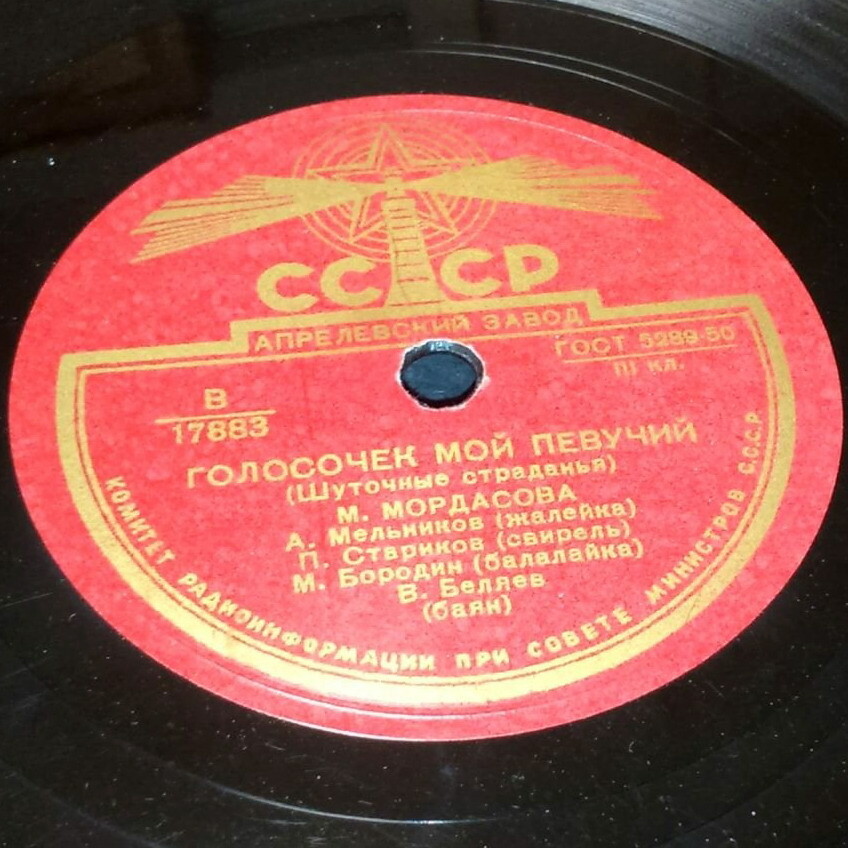 СССР
АПРЕЛЕВСКИЙ ЗАВОД
ГОСТ 5289-50
III кл.
В
17883
ГОЛОСОЧЕК МОЙ ПЕВУЧИЙ
(Шуточные страданья)
М. МОРДАСОВА
А. Мельников (жалейка)
П. Стариков (свирель)
М. Бородин (балалайка)
В. Беляев
(баян)
КОМИТЕТ РАДИОИНФОРМАЦИИ ПРИ СОВЕТЕ МИНИСТРОВ СССР